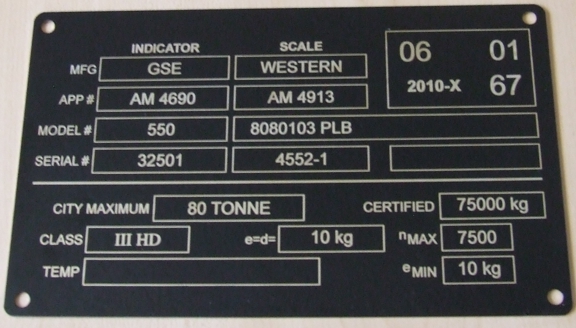 INDICATOR SCALE 06 01
MFG GSE WESTERN
2010-X 67
APP # AM 4690 AM 4913
MODEL # 550 8080103 PLB
SERIAL # 32501 4552-1
CITY MAXIMUM 80 TONNE CERTIFIED 75000 kg
CLASS III HD e=d= 10 kg nMAX 7500
TEMP eMIN 10 kg